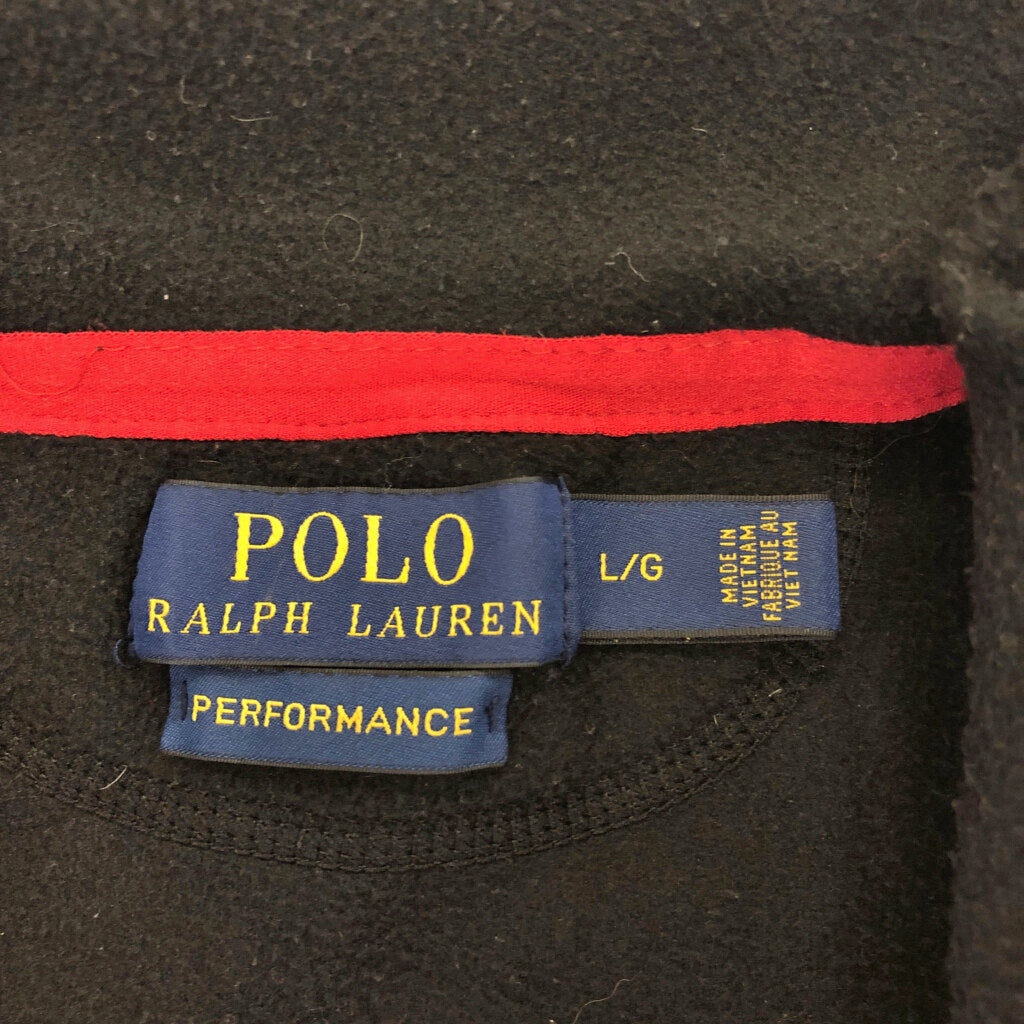 POLO
RALPH LAUREN
PERFORMANCE
L/G
MADE IN
VIETNAM
FABRIQUE AU
VIET NAM